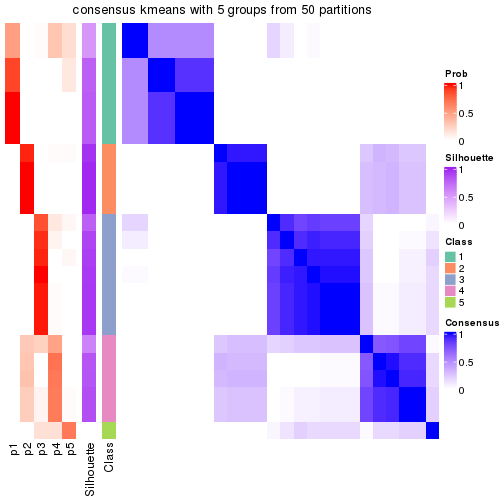 consensus kmeans with 5 groups from 50 partitions
Prob
1
0.5
0
Silhouette
1
0.5
0
Class
1
2
3
4
5
Consensus
1
0.5
0
p1
p2
p3
p4
p5
Silhouette
Class